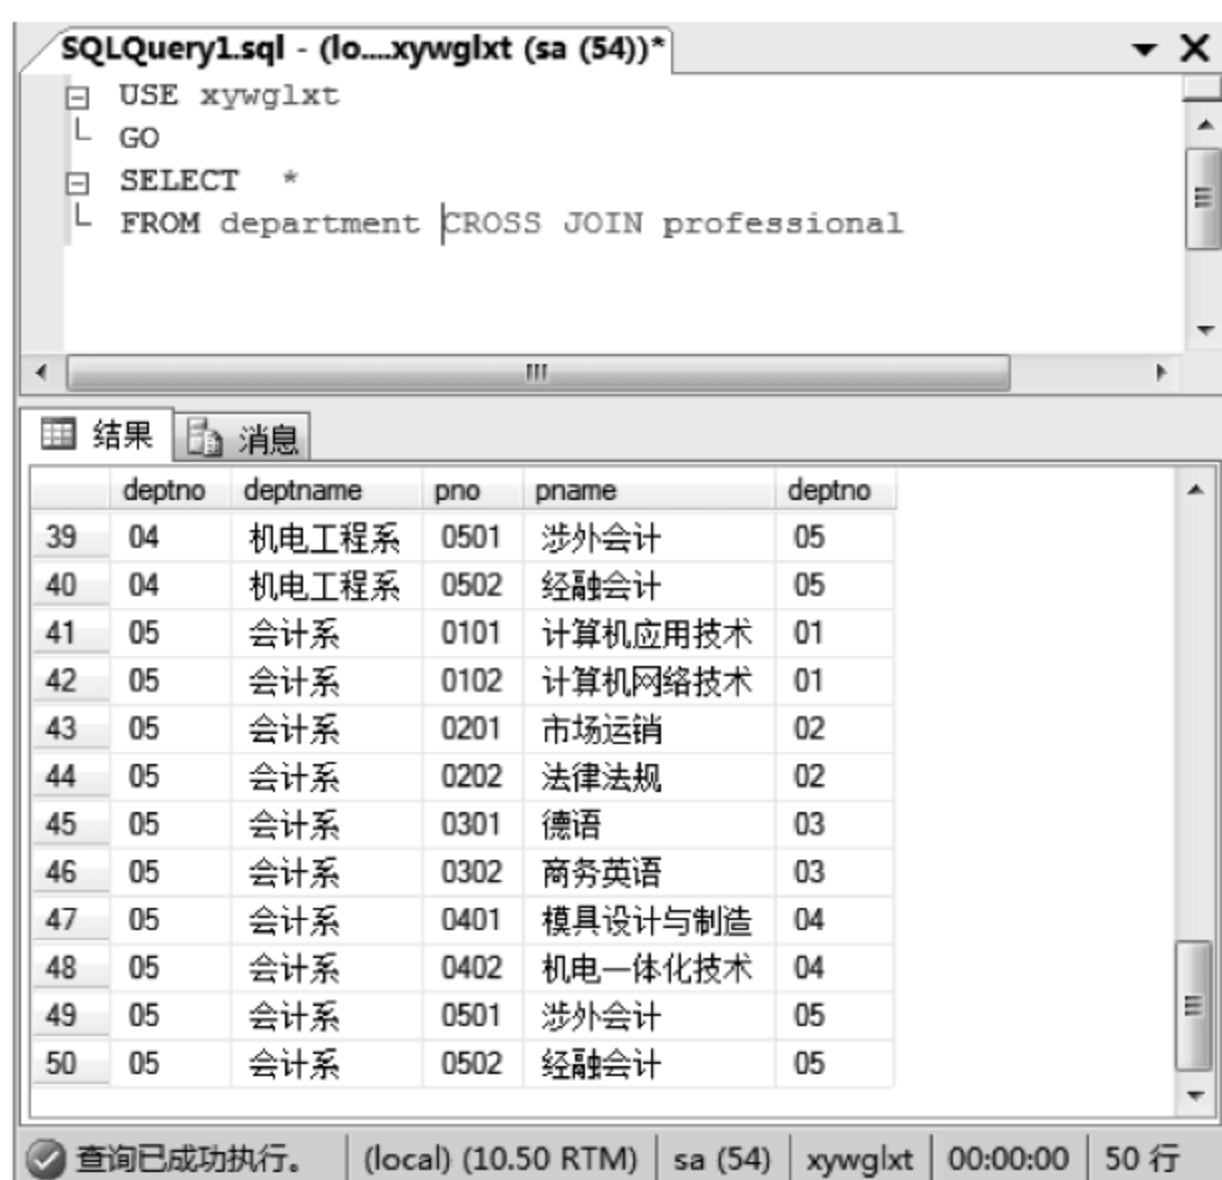 SQLQuery1.sql - (lo....xywglxt (sa (54))*
USE xywglxt
GO
SELECT *
FROM department CROSS JOIN professional
结果 消息
deptno deptname pno pname deptno
39 04 机电工程系 0501 涉外会计 05
40 04 机电工程系 0502 经融会计 05
41 05 会计系 0101 计算机应用技术 01
42 05 会计系 0102 计算机网络技术 01
43 05 会计系 0201 市场运销 02
44 05 会计系 0202 法律法规 02
45 05 会计系 0301 德语 03
46 05 会计系 0302 商务英语 03
47 05 会计系 0401 模具设计与制造 04
48 05 会计系 0402 机电一体化技术 04
49 05 会计系 0501 涉外会计 05
50 05 会计系 0502 经融会计 05
查询已成功执行。 (local) (10.50 RTM) sa (54) xywglxt 00:00:00 50 行